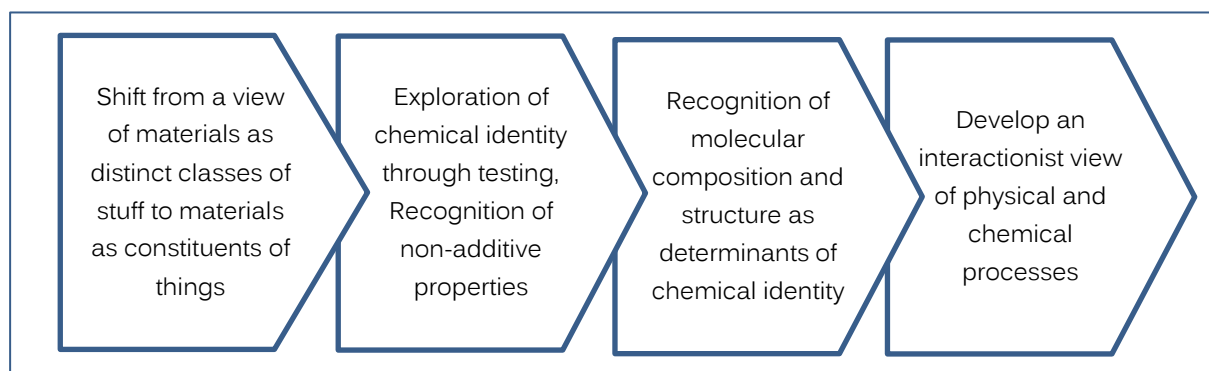 Shift from a view
of materials as
distinct classes of
stuff to materials
as constituents of
things
Exploration of
chemical identity
through testing,
Recognition of
non-additive
properties
Recognition of
molecular
composition and
structure as
determinants of
chemical identity
Develop an
interactionist view
of physical and
chemical
processes